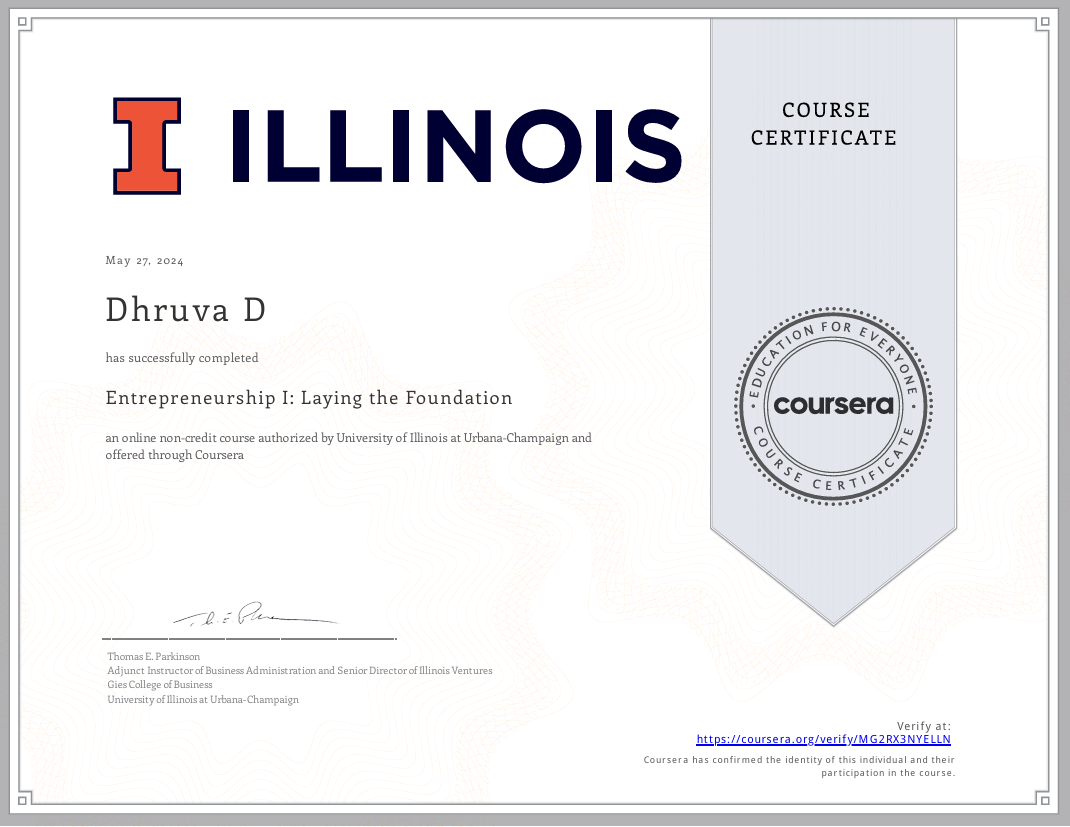 I ILLINOIS
COURSE
CERTIFICATE
May 27, 2024
Dhruva D
has successfully completed
Entrepreneurship I: Laying the Foundation
an online non-credit course authorized by University of Illinois at Urbana-Champaign and
offered through Coursera
EDUCATION FOR EVERYONE
coursera
COURSE CERTIFICATE
Thomas E. Parkinson
Adjunct Instructor of Business Administration and Senior Director of Illinois Ventures
Gies College of Business
University of Illinois at Urbana-Champaign
Verify at:
https://coursera.org/verify/MG2RX3NYELLN
Coursera has confirmed the identity of this individual and their
participation in the course.